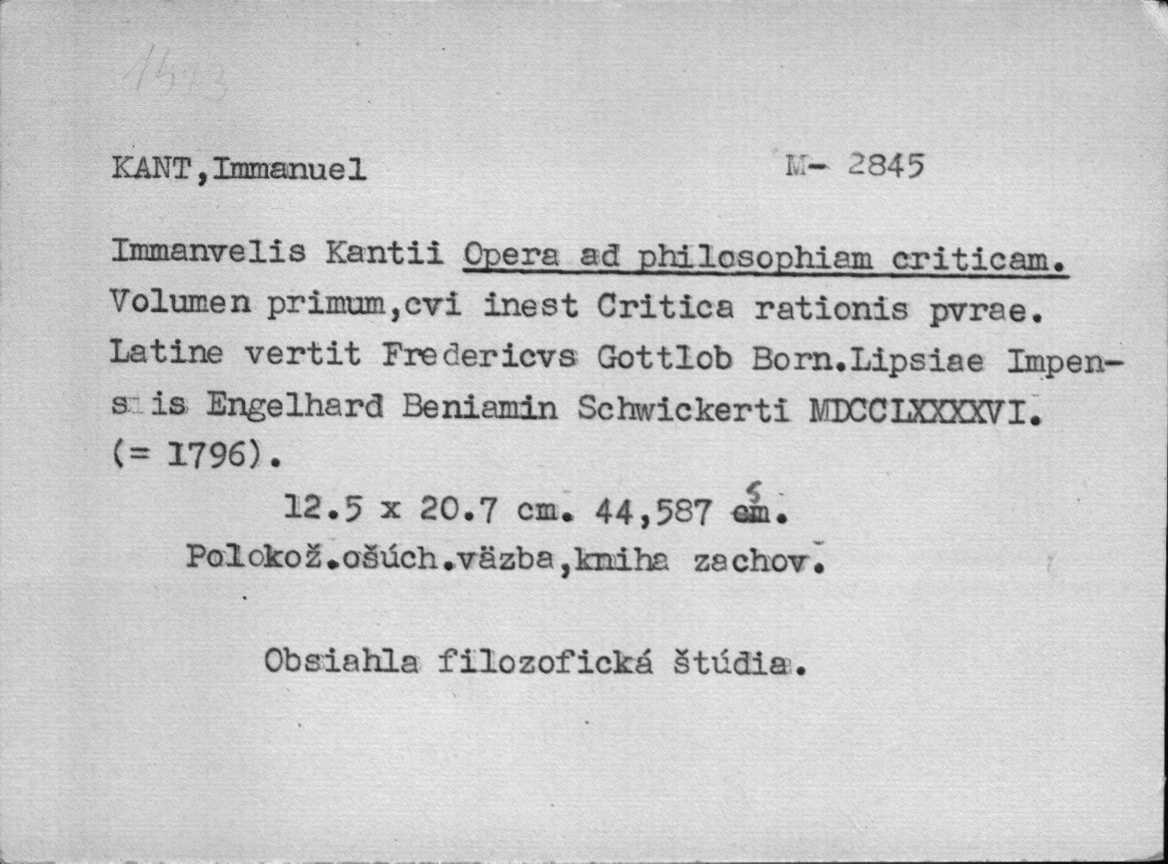 1573
KANT,Immanuel M- 2845
Immanvelis Kantii Opera ad philosophiam criticam.
Volumen primum,cvi inest Critica rationis pvrae.
Latine vertit Fredericvs Gottlob Born.Lipsiae Impen-
sis Engelhard Beniamin Schwickerti MDCCLXXXXVI.
(= 1796).
12.5 x 20.7 cm. 44,587 s.
Polokož.ošúch.väzba,kniha zachov.
Obsiahla filozofická štúdia.